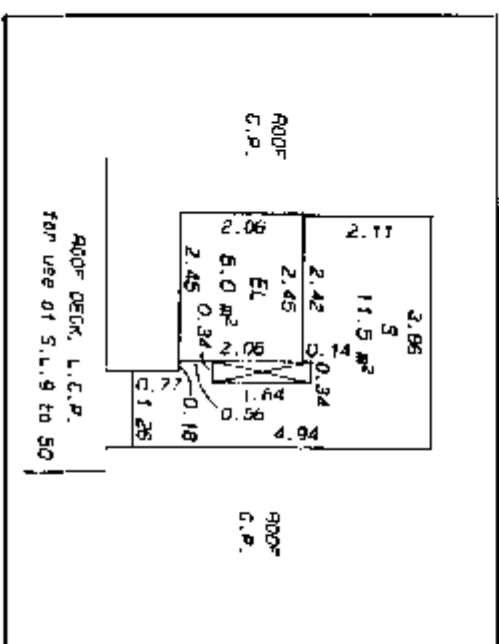 ROOF
C.P.
2.06
2.11
3.86
S
11.5 m²
2.42
2.45
EL
5.0 m²
2.45
0.34
2.06
0.14
0.34
1.64
0.56
0.77
0.18
1.26
4.94
ROOF DECK, L.C.P.
for use of S.L.9 to 50
ROOF
C.P.